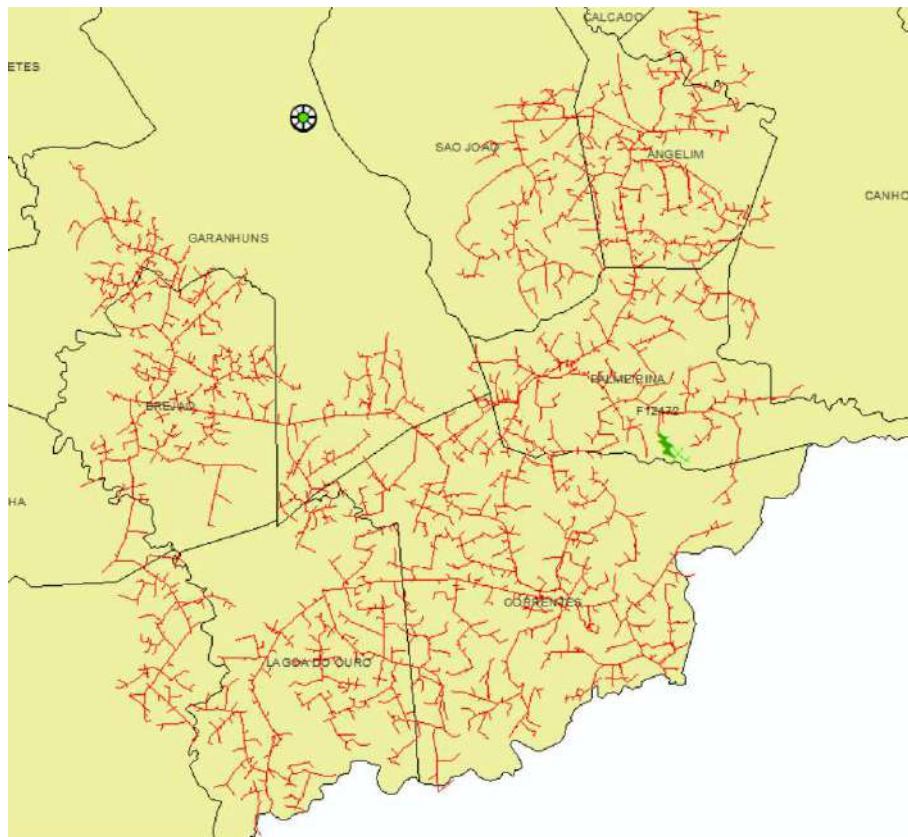 CALCADO
ETES
SAO JOAO
ANGELIM
CANHO
GARANHUNS
PALMEIRINA
BREJAO
F12472
HA
CORRENTES
LAGOA DO OURO